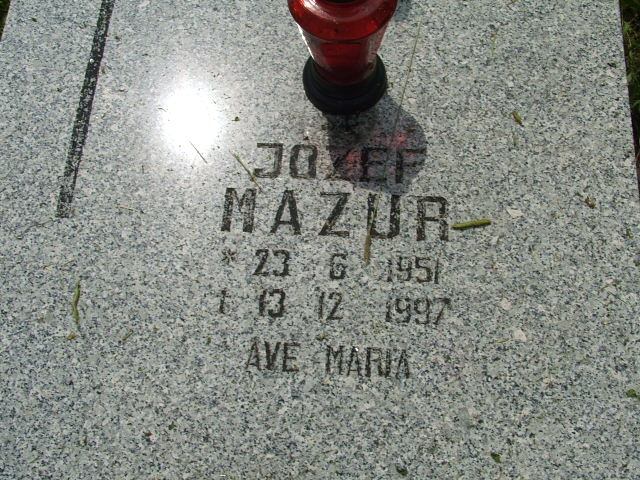 JOZEF
MAZUR
* 23 6 1951
† 13 12 1997
AVE MARIA